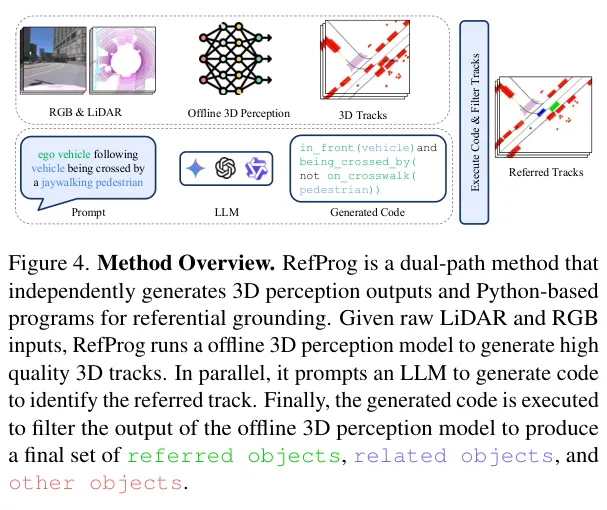 RGB & LiDAR
Offline 3D Perception
3D Tracks
ego vehicle following
vehicle being crossed by
a jaywalking pedestrian
Prompt
LLM
in_front(vehicle)and
being_crossed_by(
not on_crosswalk(
pedestrian))
Generated Code
Execute Code & Filter Tracks
Referred Tracks
Figure 4. Method Overview. RefProg is a dual-path method that
independently generates 3D perception outputs and Python-based
programs for referential grounding. Given raw LiDAR and RGB
inputs, RefProg runs a offline 3D perception model to generate high
quality 3D tracks. In parallel, it prompts an LLM to generate code
to identify the referred track. Finally, the generated code is executed
to filter the output of the offline 3D perception model to produce
a final set of referred objects, related objects, and
other objects.